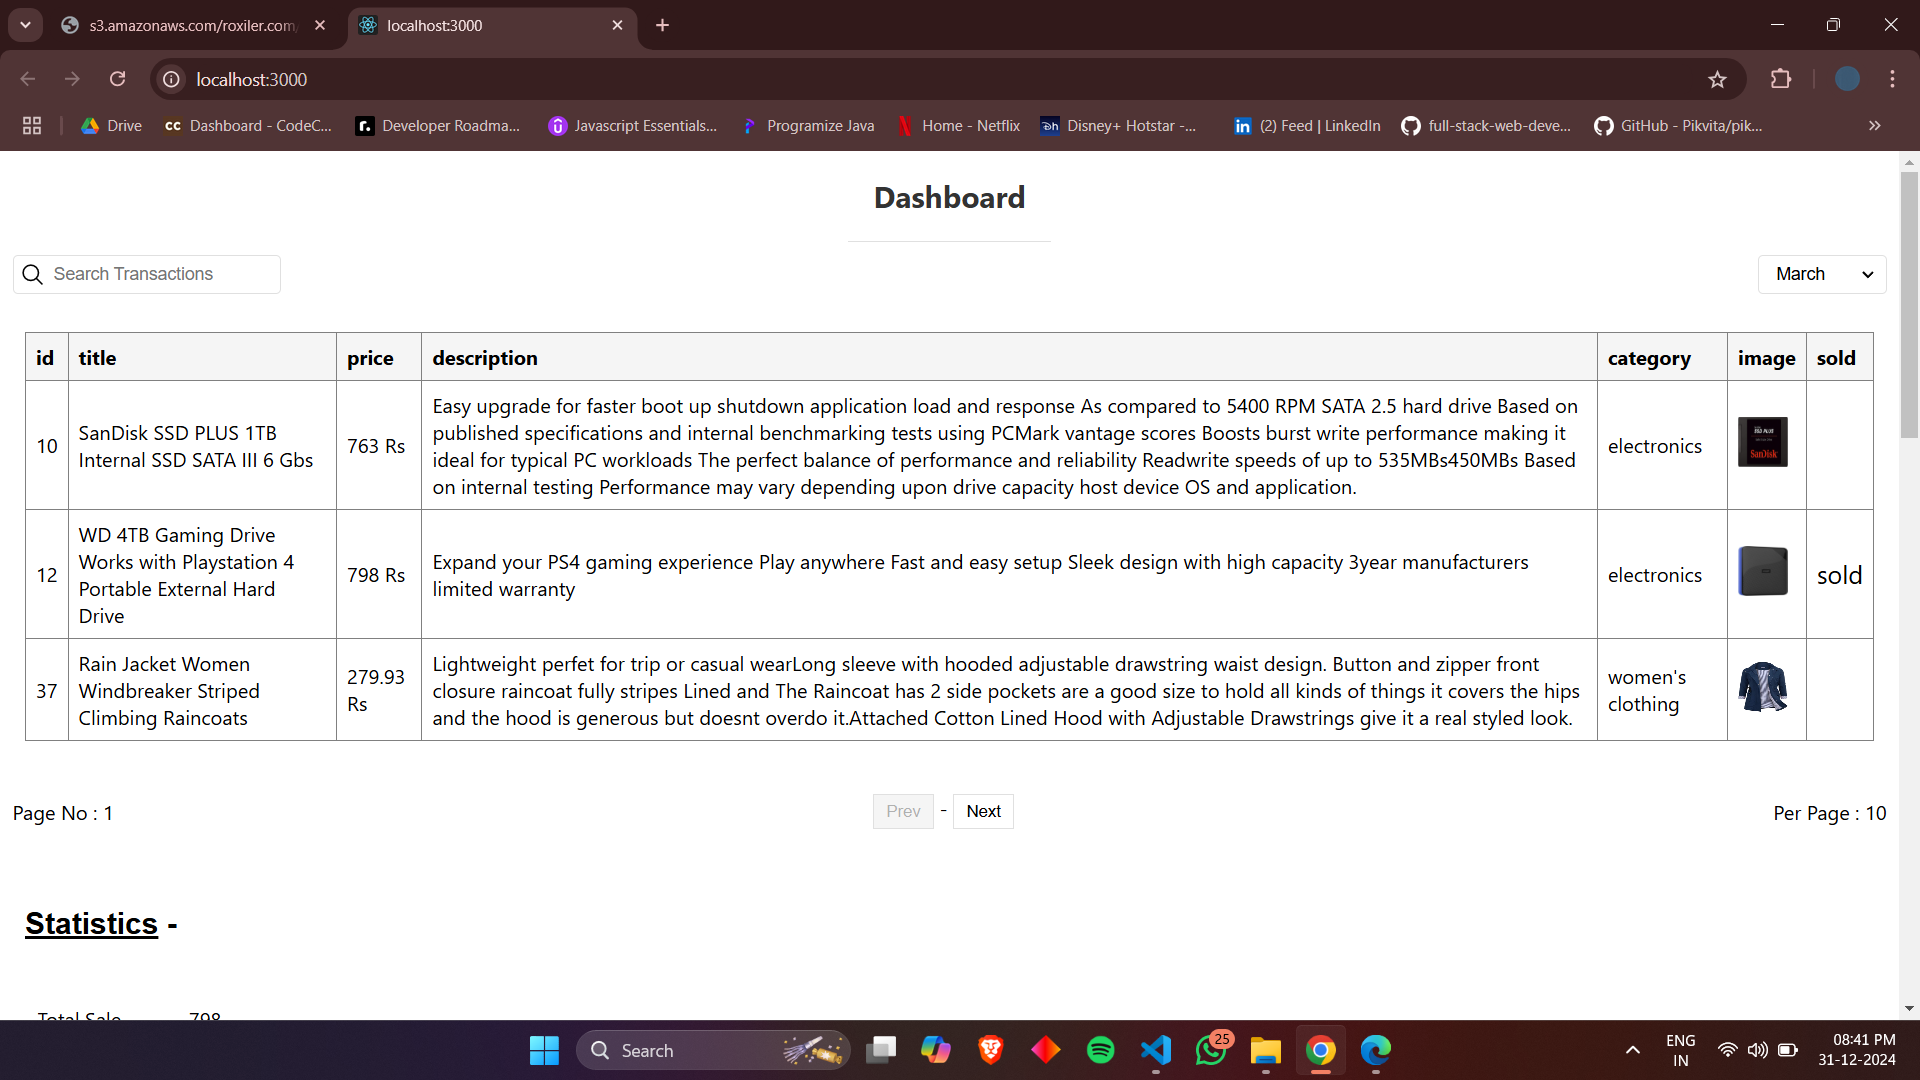 s3.amazonaws.com/roxiler.com/
localhost:3000
localhost:3000
Drive
CC Dashboard - CodeC...
r. Developer Roadma...
Javascript Essentials...
Programize Java
Home - Netflix
Disney+ Hotstar -...
in (2) Feed | LinkedIn
full-stack-web-deve...
GitHub - Pikvita/pik...
Dashboard
Search Transactions
March
id title price description category image sold
10
SanDisk SSD PLUS 1TB
Internal SSD SATA III 6 Gbs
763 Rs
Easy upgrade for faster boot up shutdown application load and response As compared to 5400 RPM SATA 2.5 hard drive Based on
published specifications and internal benchmarking tests using PCMark vantage scores Boosts burst write performance making it
ideal for typical PC workloads The perfect balance of performance and reliability Readwrite speeds of up to 535MBs450MBs Based
on internal testing Performance may vary depending upon drive capacity host device OS and application.
electronics
SanDisk
12
WD 4TB Gaming Drive
Works with Playstation 4
Portable External Hard
Drive
798 Rs
Expand your PS4 gaming experience Play anywhere Fast and easy setup Sleek design with high capacity 3year manufacturers
limited warranty
electronics
sold
37
Rain Jacket Women
Windbreaker Striped
Climbing Raincoats
279.93
Rs
Lightweight perfet for trip or casual wearLong sleeve with hooded adjustable drawstring waist design. Button and zipper front
closure raincoat fully stripes Lined and The Raincoat has 2 side pockets are a good size to hold all kinds of things it covers the hips
and the hood is generous but doesnt overdo it.Attached Cotton Lined Hood with Adjustable Drawstrings give it a real styled look.
women's
clothing
Page No : 1
Prev - Next
Per Page : 10
Statistics -
Total Sale 798
Search
25
ENG
IN
08:41 PM
31-12-2024